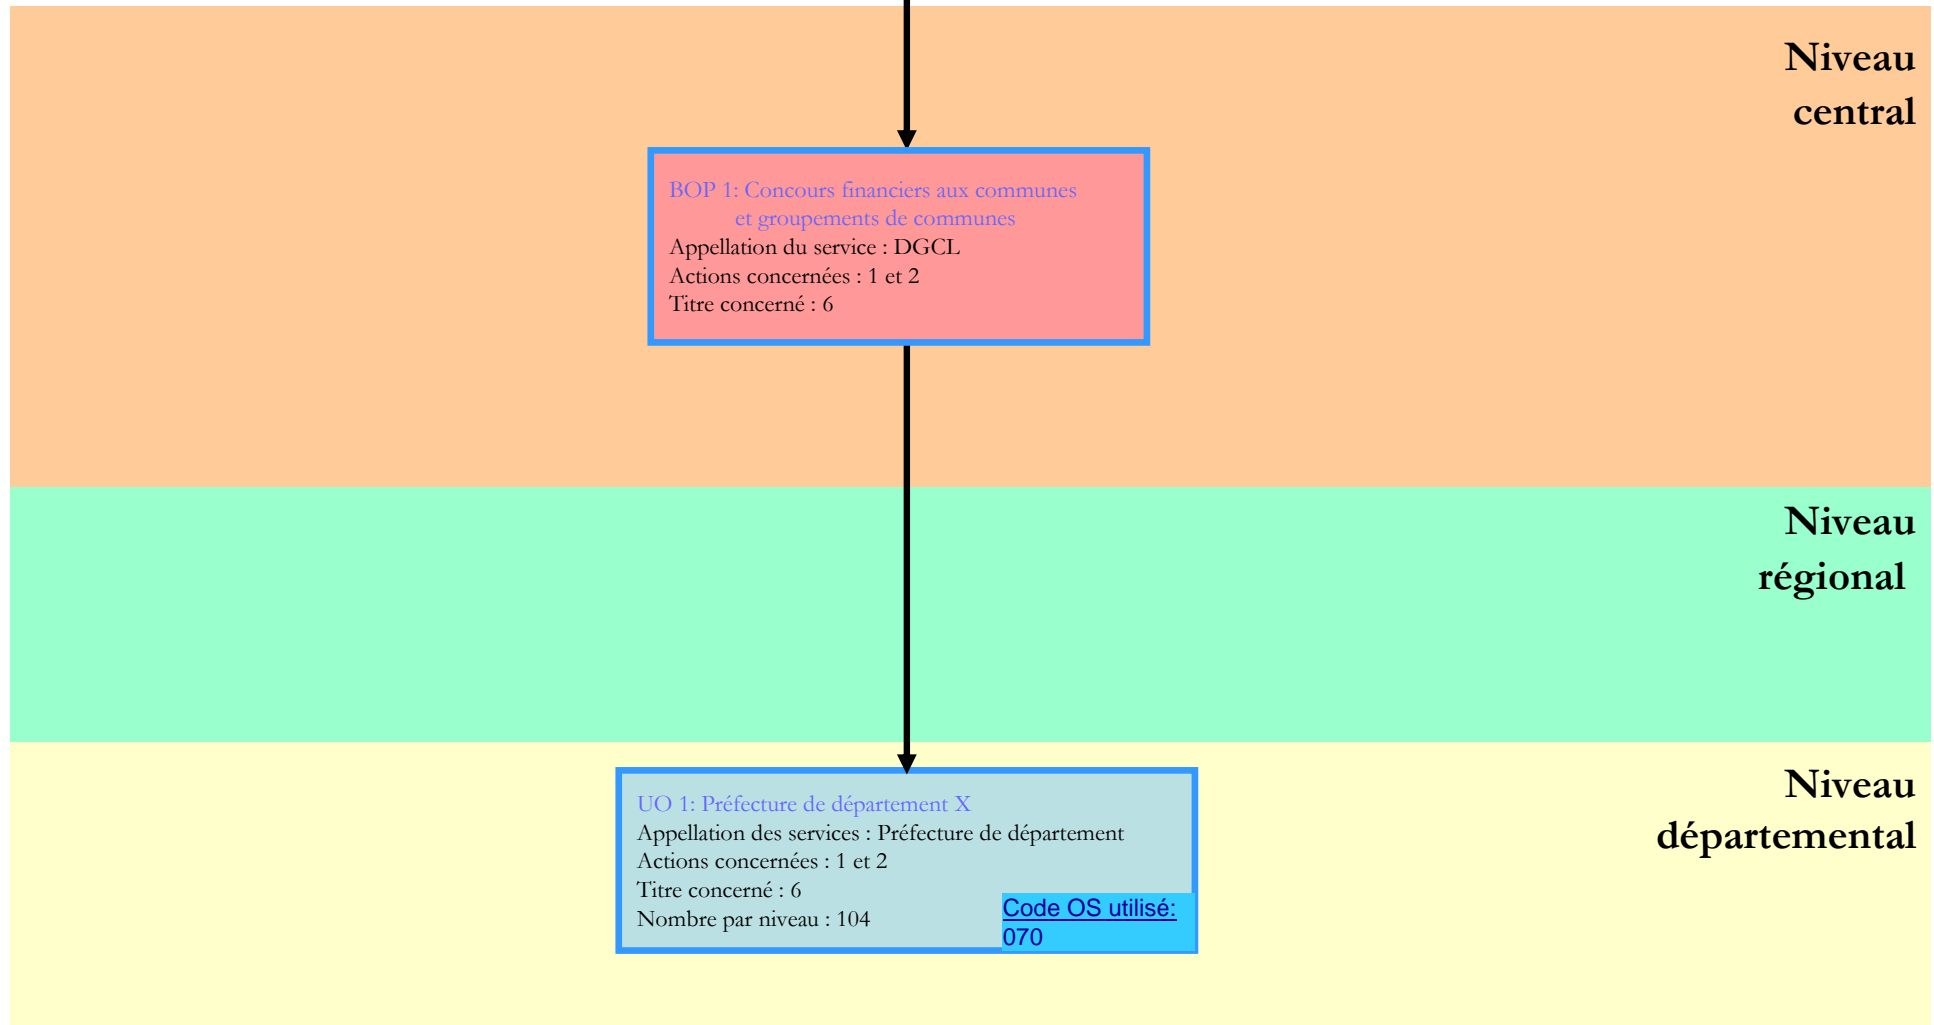 Niveau
central
BOP 1: Concours financiers aux communes
et groupements de communes
Appellation du service : DGCL
Actions concernées : 1 et 2
Titre concerné : 6
Niveau
régional
Niveau
départemental
UO 1: Préfecture de département X
Appellation des services : Préfecture de département
Actions concernées : 1 et 2
Titre concerné : 6
Nombre par niveau : 104
Code OS utilisé:
070